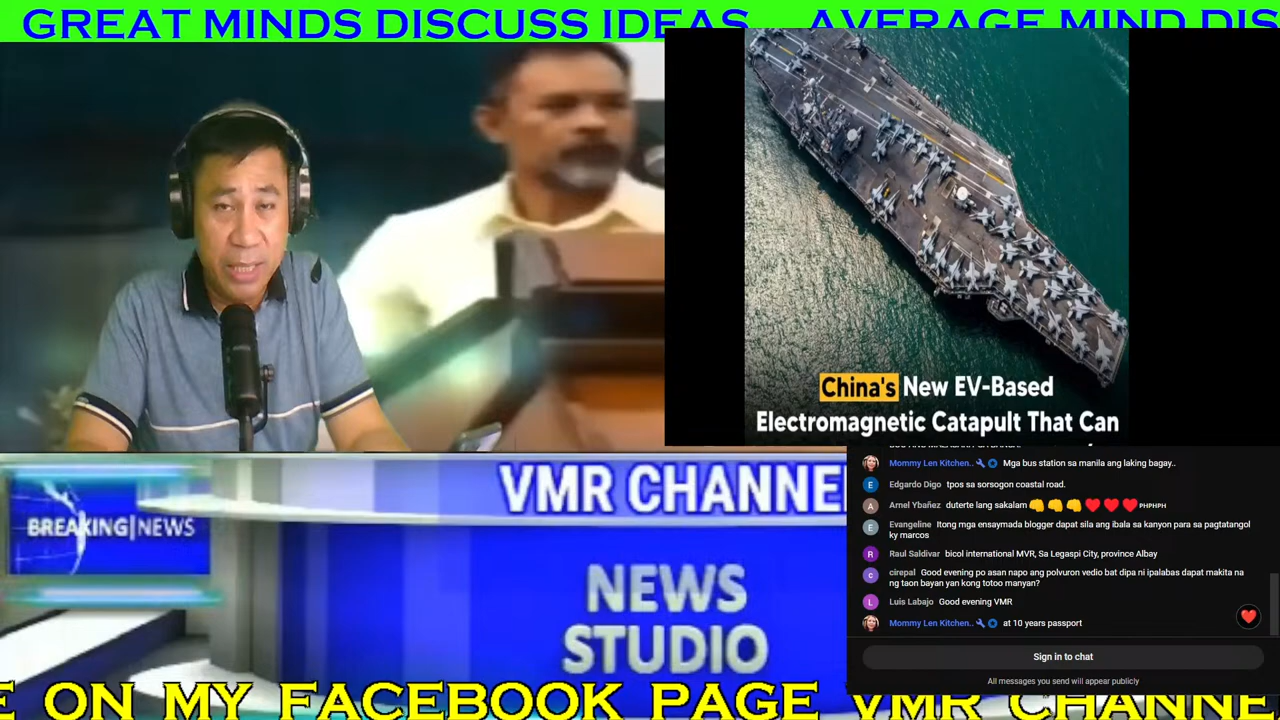 GREAT MINDS DISCUSS IDEAS... AVERAGE MIND DIS
China's New EV-Based
Electromagnetic Catapult That Can
Mommy Len Kitchen.. Mga bus station sa manila ang laking bagay..
Edgardo Digo tpos sa sorsogon coastal road.
Arnel Ybañez duterte lang sakalam👊👊👊❤️❤️❤️PHPHPH
Evangeline Itong mga ensaymada blogger dapat sila ang ibala sa kanyon para sa pagtatangol
ky marcos
Raul Saldivar bicol international MVR, Sa Legaspi City, province Albay
cirepal Good evening po asan napo ang polvuron vedio bat dipa ni ipalabas dapat makita na
ng taon bayan yan kong totoo manyan?
Luis Labajo Good evening VMR
Mommy Len Kitchen.. at 10 years passport
Sign in to chat
All messages you send will appear publicly
VMR CHANNE
BREAKING|NEWS
NEWS
STUDIO
E ON MY FACEBOOK PAGE VMR CHANNE